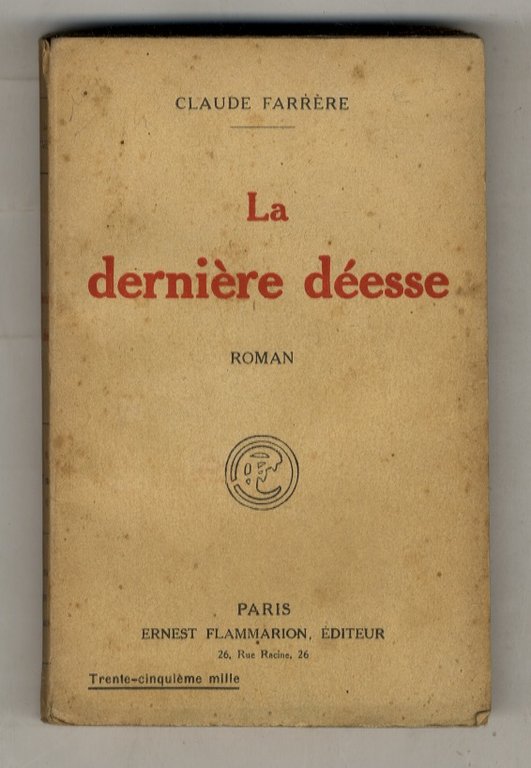 CLAUDE FARRÈRE
La
dernière déesse
ROMAN
PARIS
ERNEST FLAMMARION, ÉDITEUR
26, Rue Racine, 26
Trente-cinquième mille